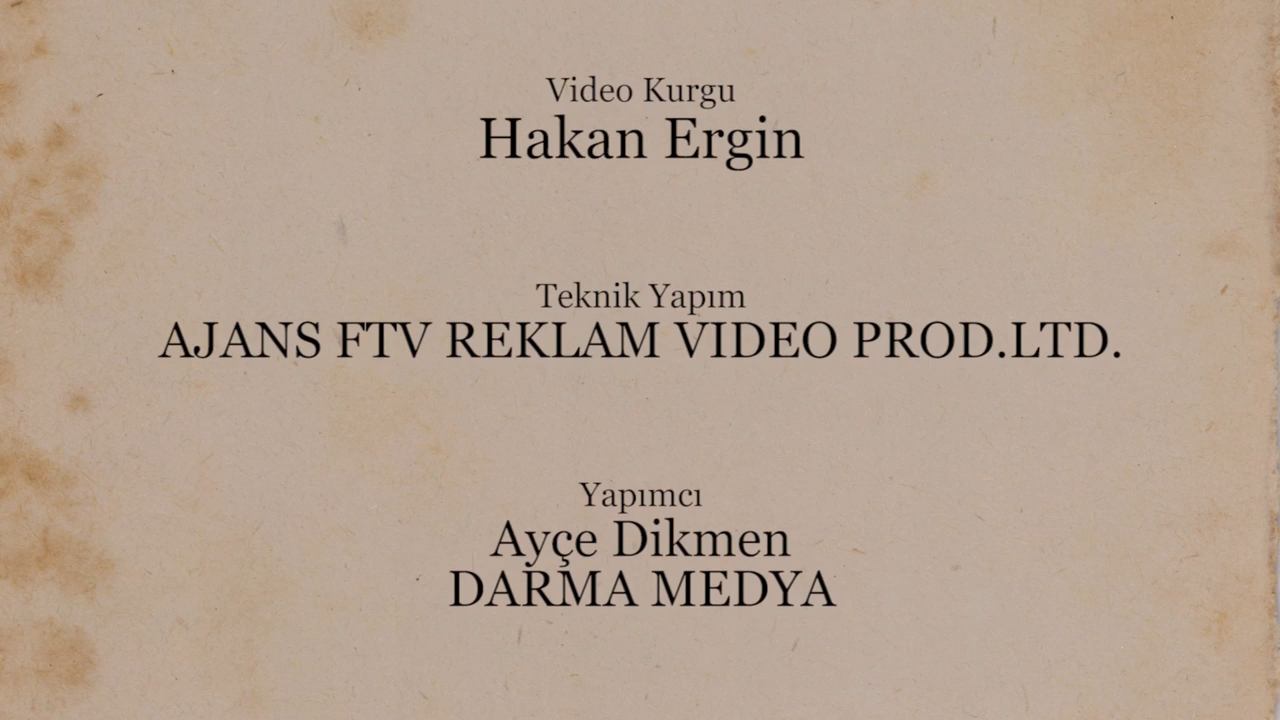 Video Kurgu
Hakan Ergin
Teknik Yapım
AJANS FTV REKLAM VIDEO PROD.LTD.
Yapımcı
Ayçe Dikmen
DARMA MEDYA